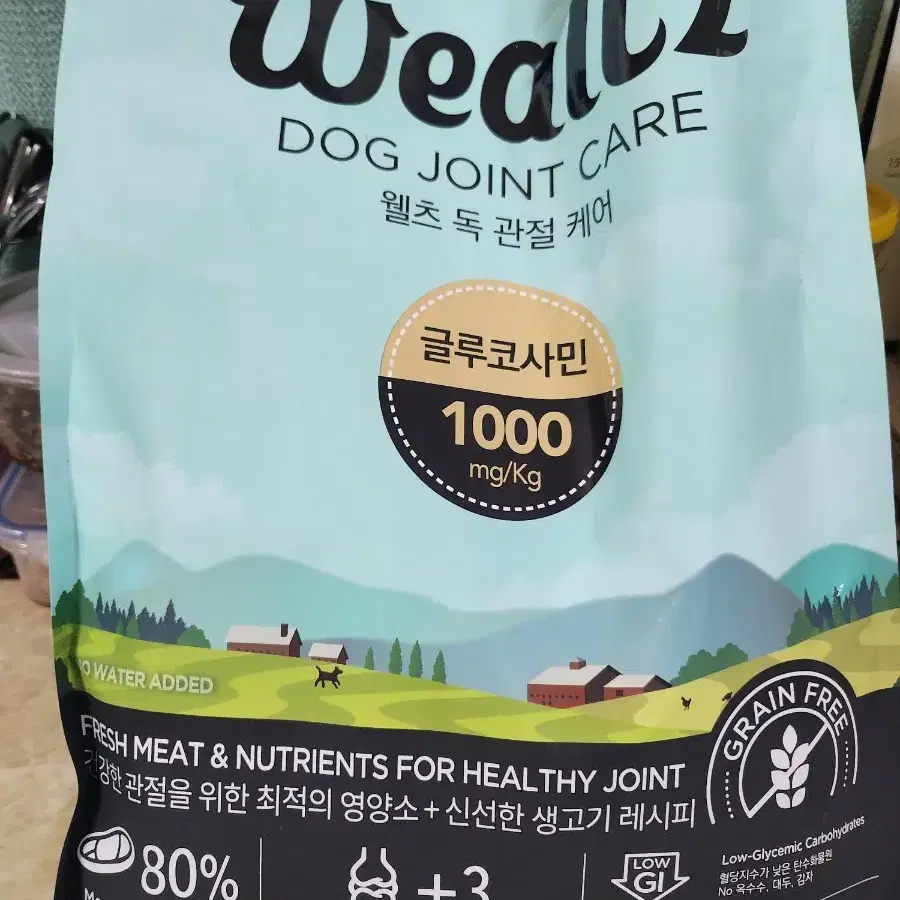 Wealtz
DOG JOINT CARE
웰츠 독 관절 케어
글루코사민
1000
mg/Kg
NO WATER ADDED
GRAIN FREE
FRESH MEAT & NUTRIENTS FOR HEALTHY JOINT
건강한 관절을 위한 최적의 영양소 + 신선한 생고기 레시피
80%
+3
LOW
GI
Low-Glycemic Carbohydrates
혈당지수가 낮은 탄수화물원
No 옥수수, 대두, 감자